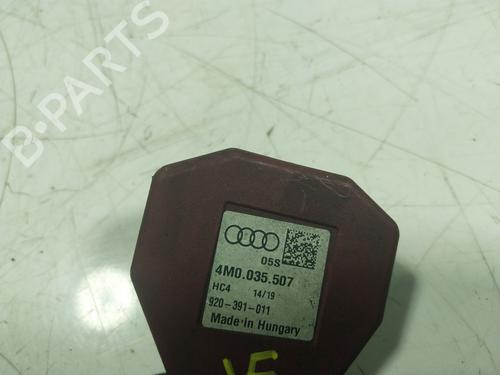 B-PARTS
05S
4M0.035.507
HC4 14/19
920-391-011
Made in Hungary